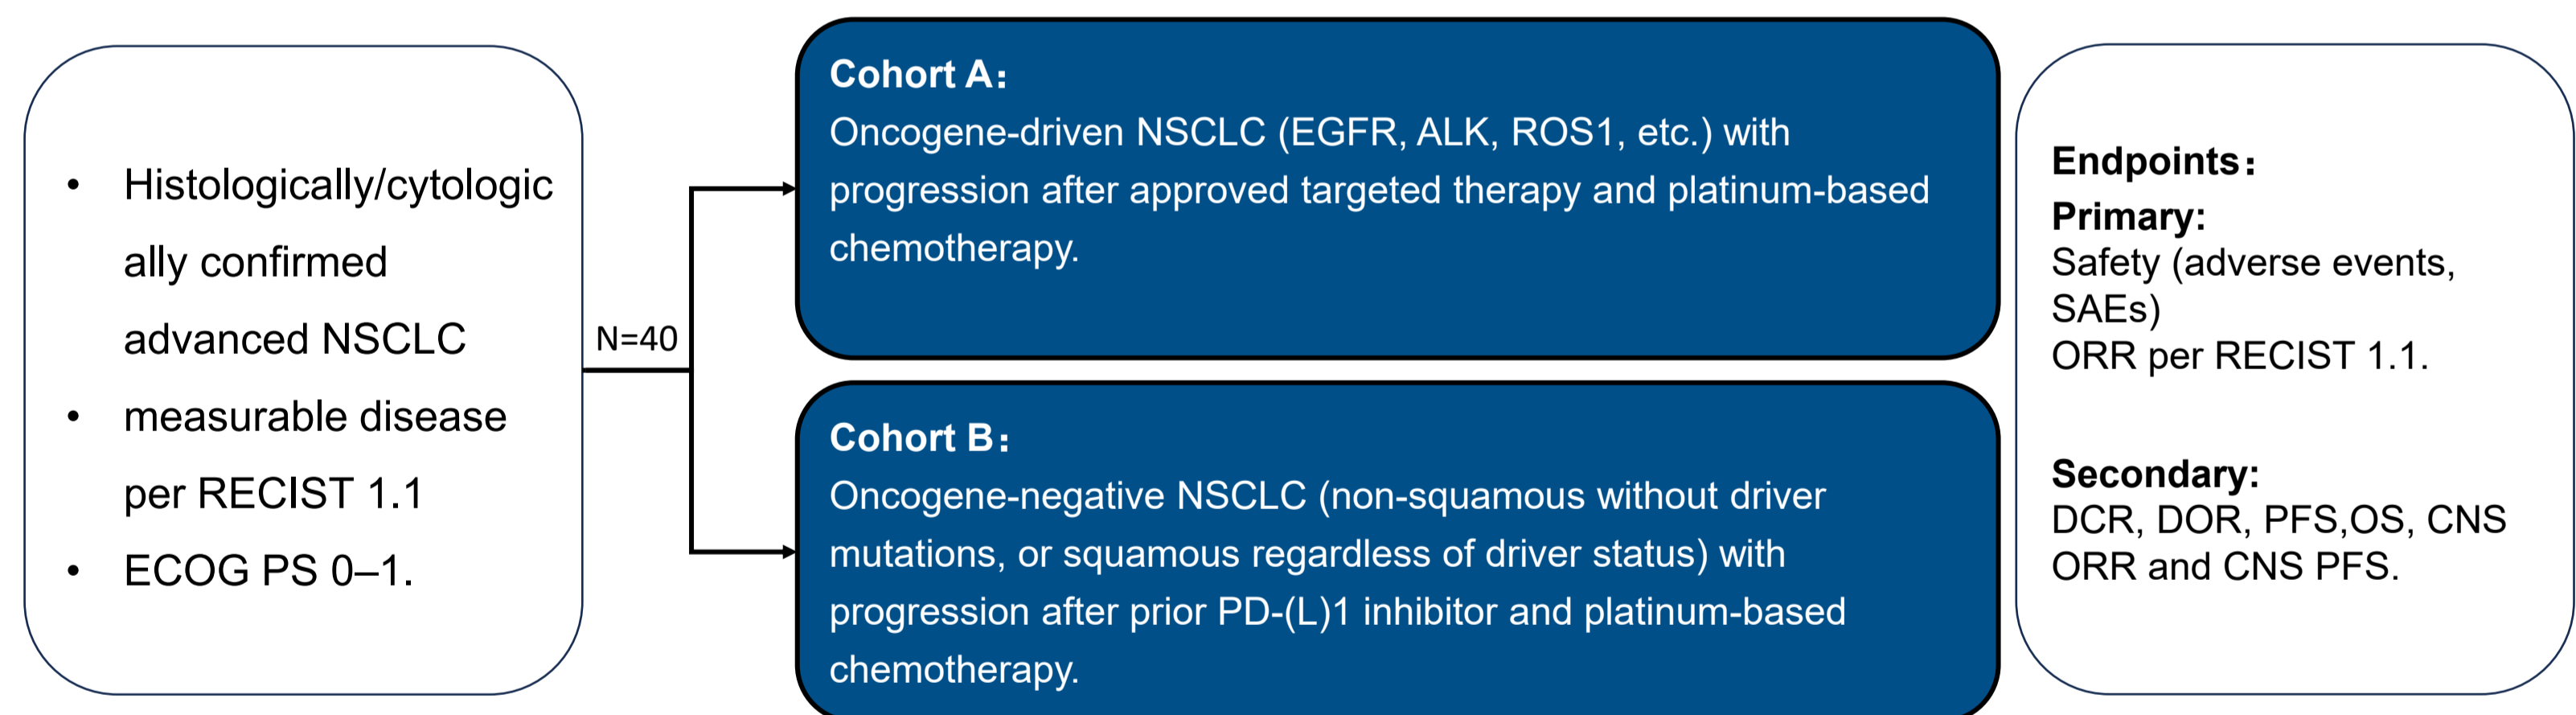 • Histologically/cytologic
ally confirmed
advanced NSCLC
• measurable disease
per RECIST 1.1
• ECOG PS 0–1.
N=40
Cohort A：
Oncogene-driven NSCLC (EGFR, ALK, ROS1, etc.) with
progression after approved targeted therapy and platinum-based
chemotherapy.
Cohort B：
Oncogene-negative NSCLC (non-squamous without driver
mutations, or squamous regardless of driver status) with
progression after prior PD-(L)1 inhibitor and platinum-based
chemotherapy.
Endpoints：
Primary:
Safety (adverse events,
SAEs)
ORR per RECIST 1.1.
Secondary:
DCR, DOR, PFS,OS, CNS
ORR and CNS PFS.